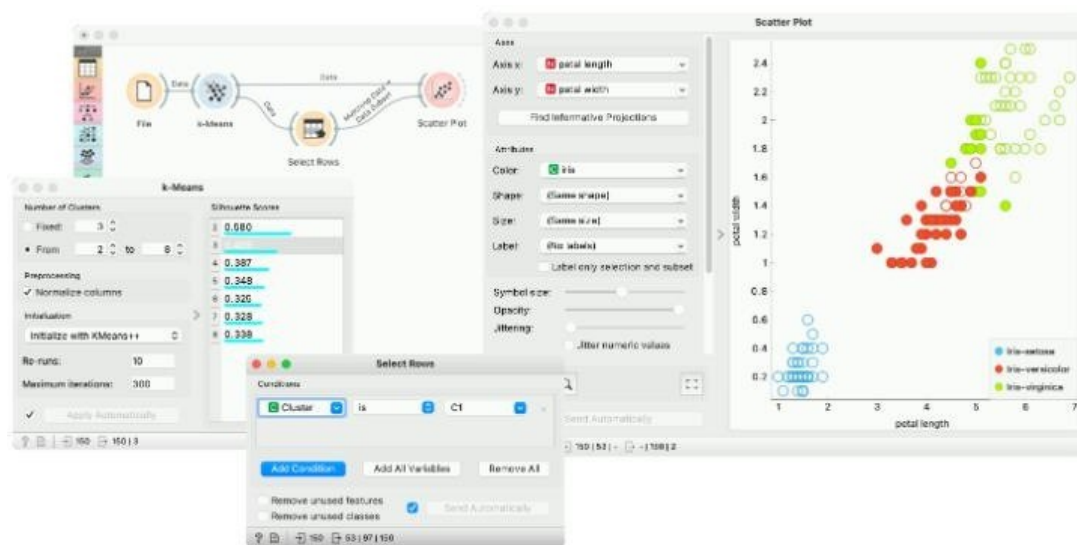 Data
Data
Data
Matching Data →
Data Subset
File
k-Means
Select Rows
Scatter Plot
k-Means
Number of Clusters
Fixed: 3
From 2 to 8
Preprocessing
Normalize columns
Initialization
Initialize with KMeans++
Re-runs: 10
Maximum iterations: 300
Apply Automatically
150 150 | 3
Silhouette Scores
2 0.580
3
4 0.387
5 0.348
6 0.325
7 0.328
8 0.338
Select Rows
Conditions
Cluster is C1
Add Condition Add All Variables Remove All
Remove unused features
Remove unused classes
Send Automatically
150 53 | 97 | 150
Scatter Plot
Axes
Axis x: petal length
Axis y: petal width
Find Informative Projections
Attributes
Color: iris
Shape: (Same shape)
Size: (Same size)
Label: (No labels)
Label only selection and subset
Symbol size:
Opacity:
Jittering:
Jitter numeric values
Send Automatically
150 | 53 | - - | 150 | 2
petal width
2.4
2.2
2
1.8
1.6
1.4
1.2
1
0.8
0.6
0.4
0.2
1 2 3 4 5 6 7
petal length
Iris-setosa
Iris-versicolor
Iris-virginica